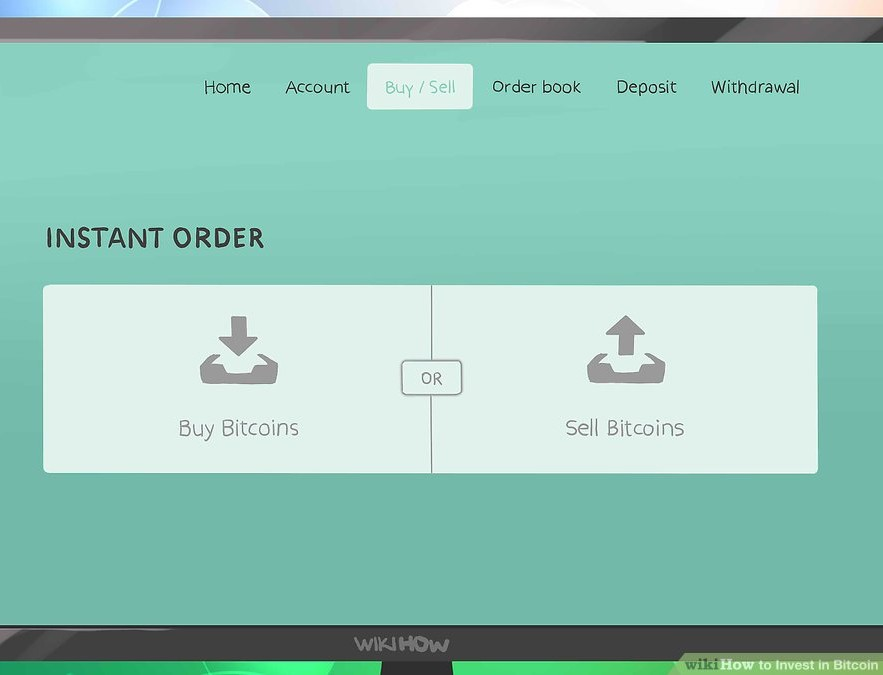 Home Account Buy / Sell Order book Deposit Withdrawal
INSTANT ORDER
OR
Buy Bitcoins Sell Bitcoins
wikiHow
wikiHow to Invest in Bitcoin